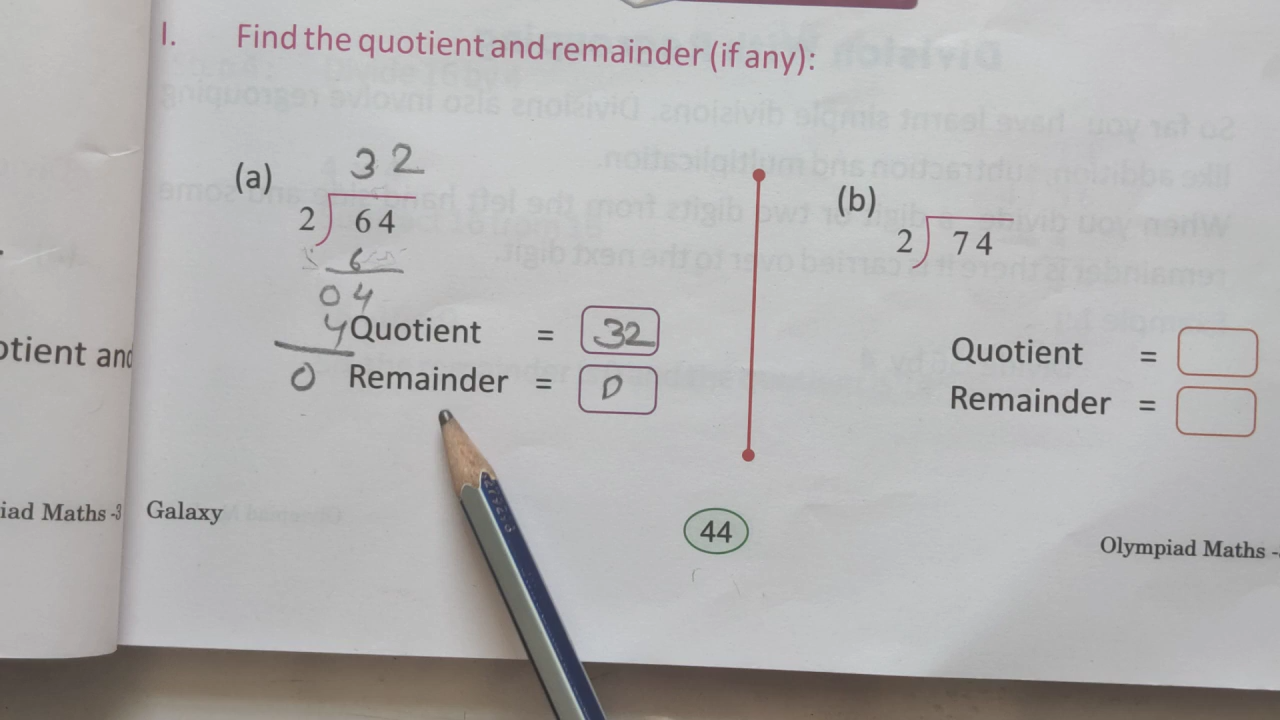 I. Find the quotient and remainder (if any):
(a)
32
2) 64
6
04
4
0
Quotient = 32
Remainder = 0
(b)
2) 74
Quotient =
Remainder =
otient and
iad Maths -3
Galaxy
44
Olympiad Maths -